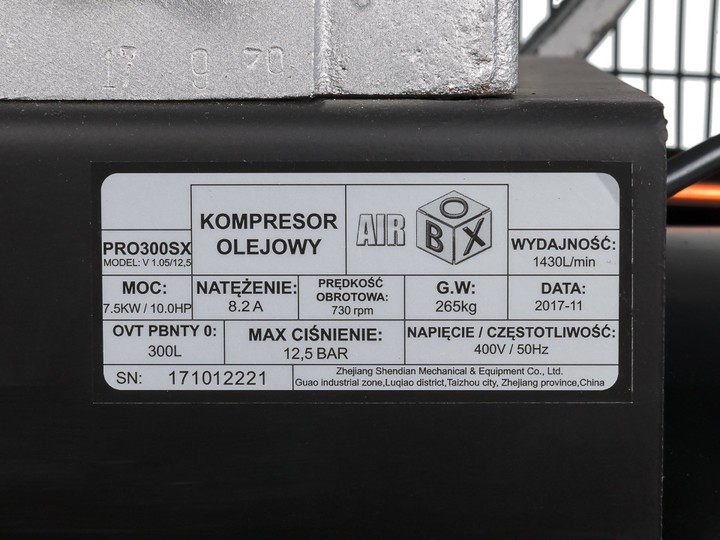 17 9 70
KOMPRESOR
OLEJOWY
AIR BOX
PRO300SX
MODEL: V 1.05/12,5
WYDAJNOŚĆ:
1430L/min
MOC:
7.5KW / 10.0HP
NATĘŻENIE:
8.2 A
PRĘDKOŚĆ
OBROTOWA:
730 rpm
G.W:
265kg
DATA:
2017-11
OVT PBNTY 0:
300L
MAX CIŚNIENIE:
12,5 BAR
NAPIĘCIE / CZĘSTOTLIWOŚĆ:
400V / 50Hz
SN: 171012221
Zhejiang Shendian Mechanical & Equipment Co., Ltd.
Guao industrial zone,Luqiao district,Taizhou city, Zhejiang province,China